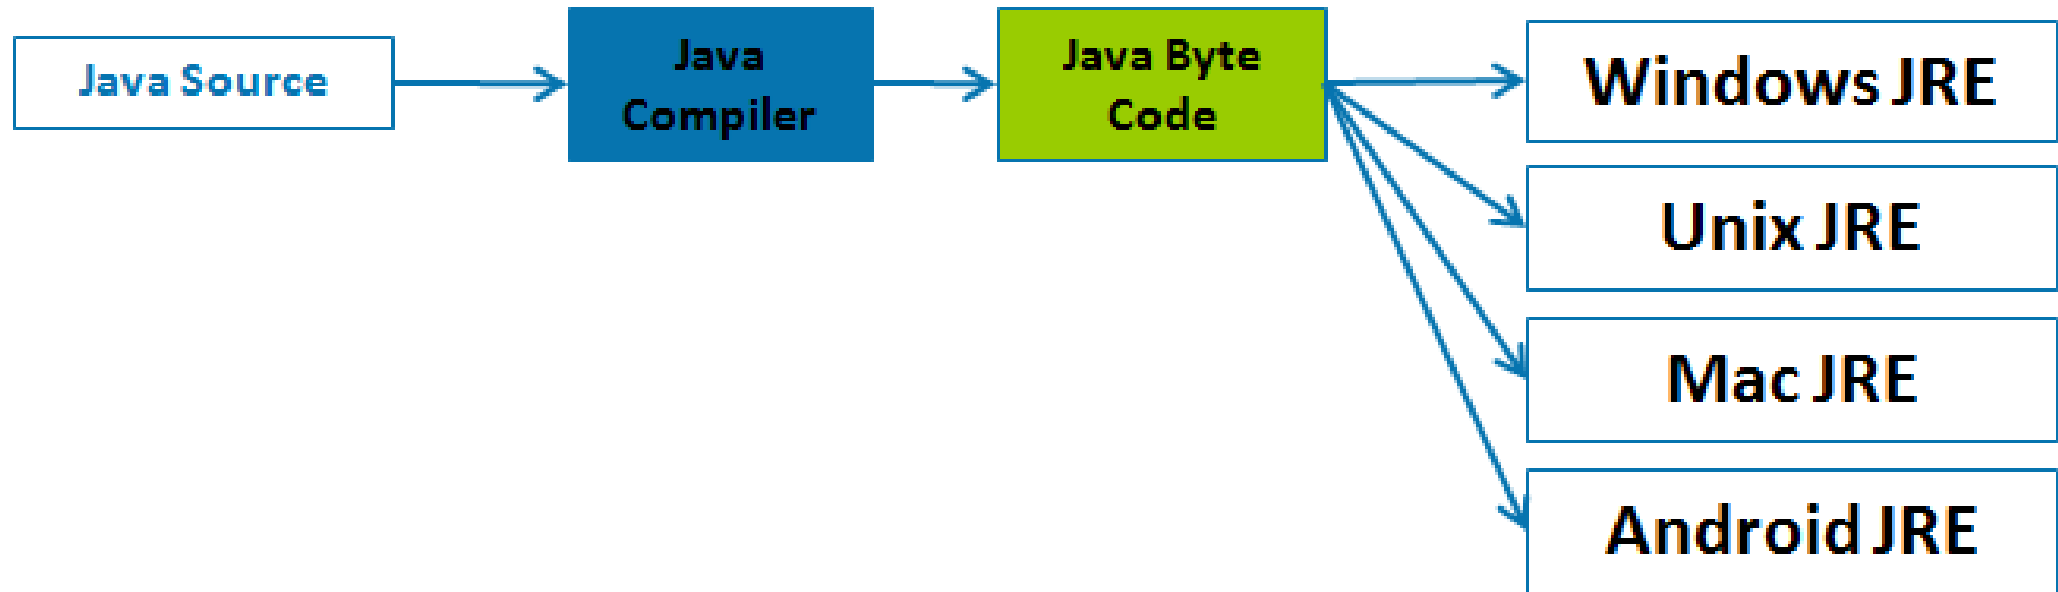 Java Source
Java
Compiler
Java Byte
Code
Windows JRE
Unix JRE
Mac JRE
Android JRE